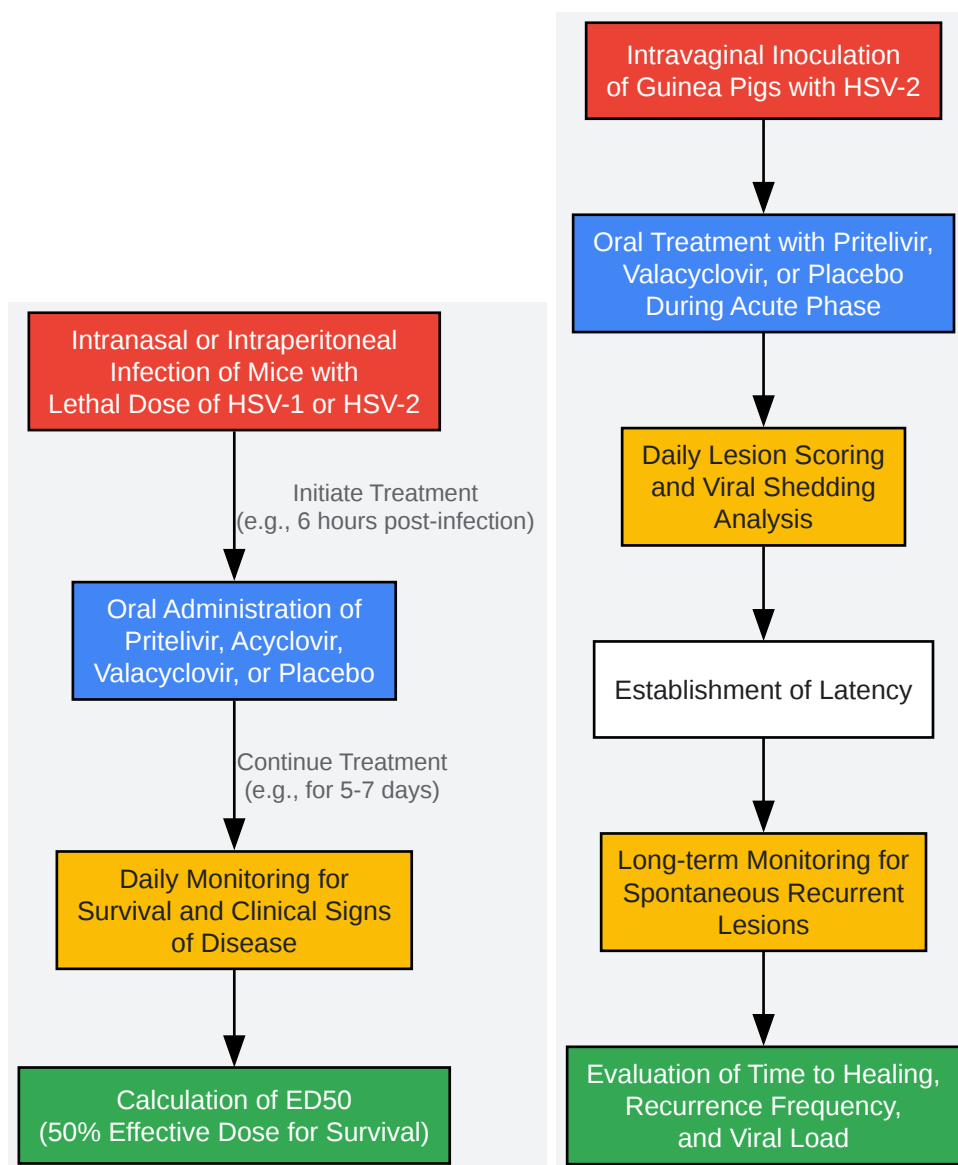 Intranasal or Intraperitoneal
Infection of Mice with
Lethal Dose of HSV-1 or HSV-2
Initiate Treatment
(e.g., 6 hours post-infection)
Oral Administration of
Pritelivir, Acyclovir,
Valacyclovir, or Placebo
Continue Treatment
(e.g., for 5-7 days)
Daily Monitoring for
Survival and Clinical Signs
of Disease
Calculation of ED50
(50% Effective Dose for Survival)
Intravaginal Inoculation
of Guinea Pigs with HSV-2
Oral Treatment with Pritelivir,
Valacyclovir, or Placebo
During Acute Phase
Daily Lesion Scoring
and Viral Shedding
Analysis
Establishment of Latency
Long-term Monitoring for
Spontaneous Recurrent
Lesions
Evaluation of Time to Healing,
Recurrence Frequency,
and Viral Load